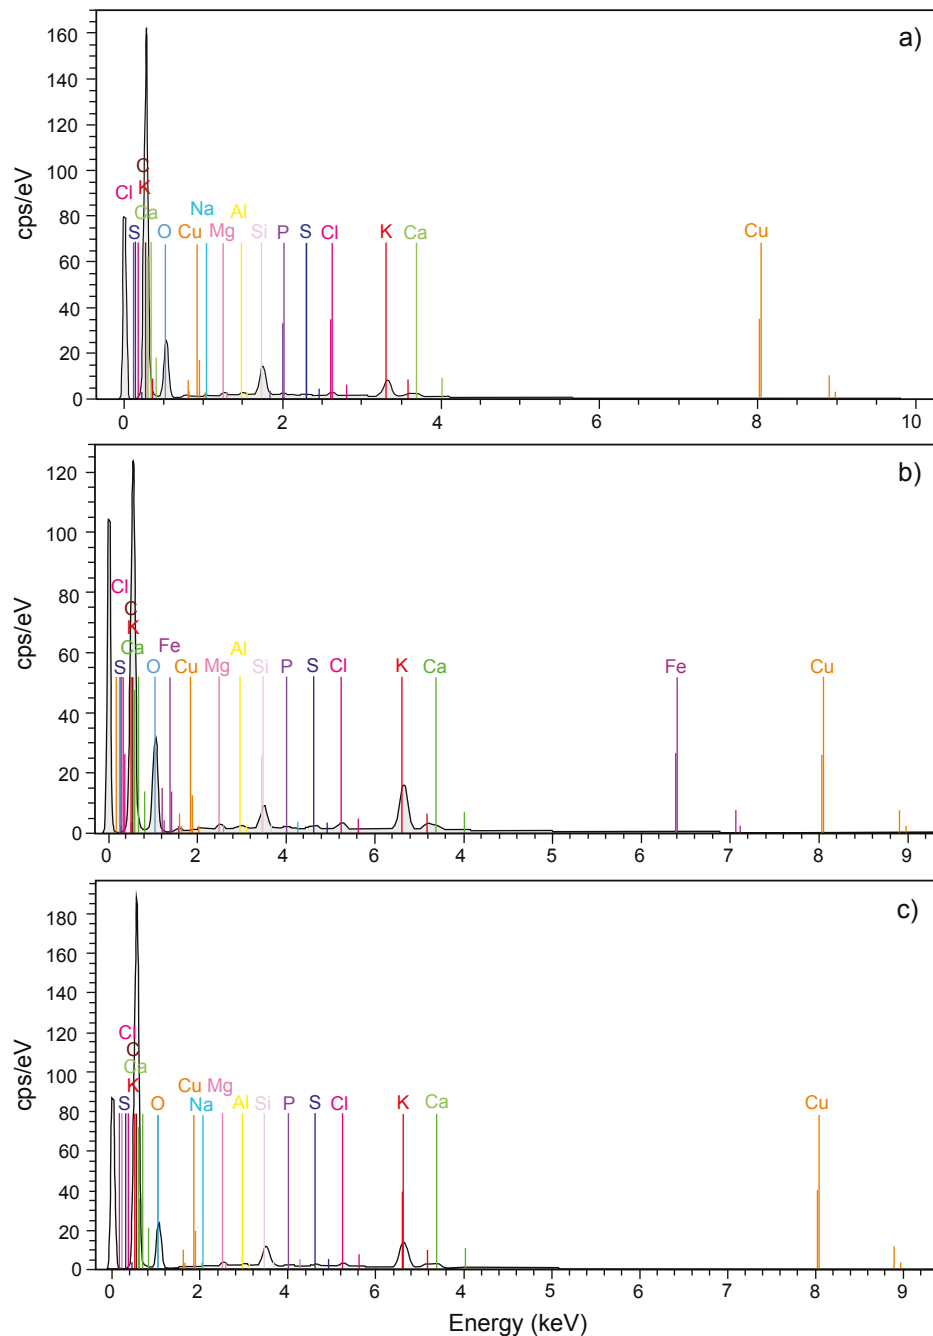 a)
160
140
120
100
80
60
40
20
0
cps/eV
C
Cl K
Ca Na Al
S O Cu Mg Si P S Cl K Ca Cu
0 2 4 6 8 10
b)
120
100
80
60
40
20
0
cps/eV
Cl
C
K
Ca Fe Al
S O Cu Mg Si P S Cl K Ca Fe Cu
0 2 4 6 4 5 6 7 8 9
c)
180
160
140
120
100
80
60
40
20
0
cps/eV
Cl
C
Ca
K Cu Mg
S O Na Al Si P S Cl K Ca Cu
0 2 4 6 4 5 6 7 8 9
Energy (keV)